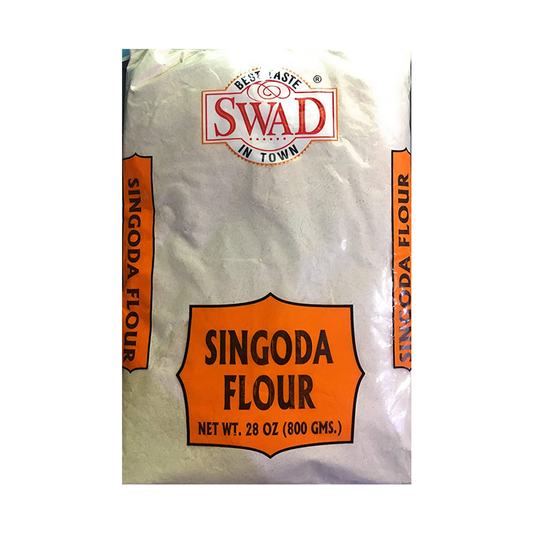 BEST TASTE
®
SWAD
IN TOWN
SINGODA FLOUR
SINGODA FLOUR
SINGODA
FLOUR
NET WT. 28 OZ (800 GMS.)